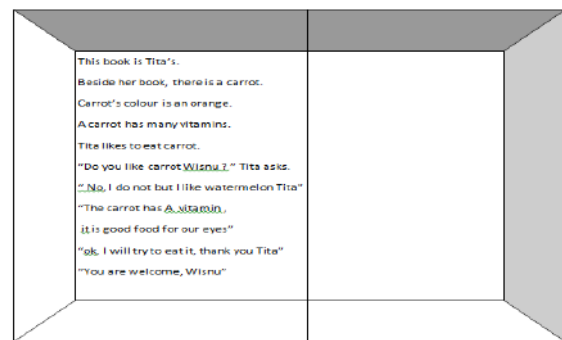 This book is Tita's.
Beside her book, there is a carrot.
Carrot's colour is an orange.
A carrot has many vitamins.
Tita likes to eat carrot.
"Do you like carrot Wisnu ? " Tita asks.
" No, I do not but I like watermelon Tita"
"The carrot has A vitamin ,
it is good food for our eyes"
"ok, I will try to eat it, thank you Tita"
"You are welcome, Wisnu"